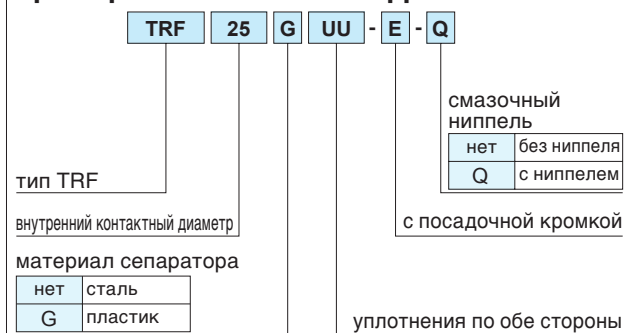 TRF 25 G UU - E - Q
смазочный
ниппель
нет без ниппеля
Q с ниппелем
тип TRF
внутренний контактный диаметр
с посадочной кромкой
материал сепаратора
нет сталь
G пластик
уплотнения по обе стороны